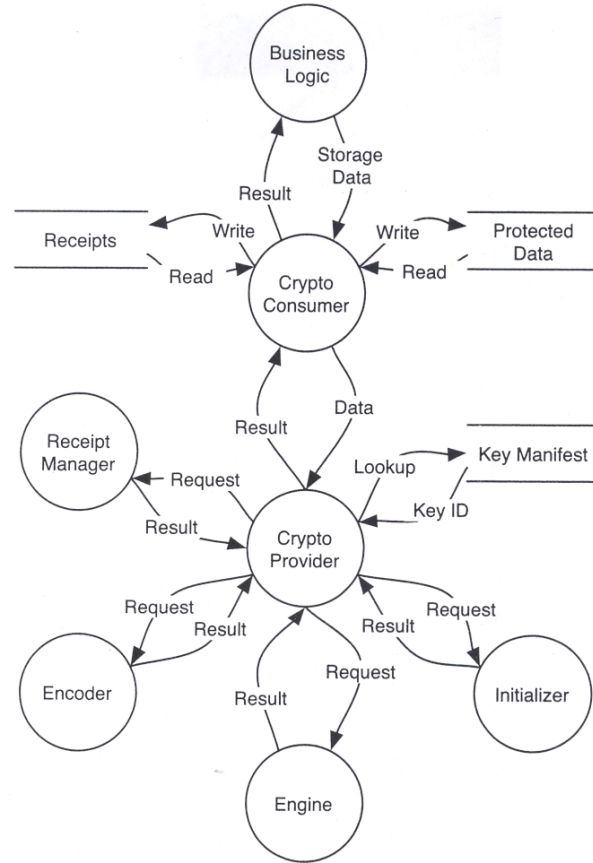 Business
Logic
Storage
Data
Result
Receipts
Write
Read
Write
Read
Protected
Data
Crypto
Consumer
Result
Data
Receipt
Manager
Request
Result
Lookup
Key ID
Key Manifest
Crypto
Provider
Request
Result
Encoder
Result
Request
Engine
Result
Request
Initializer